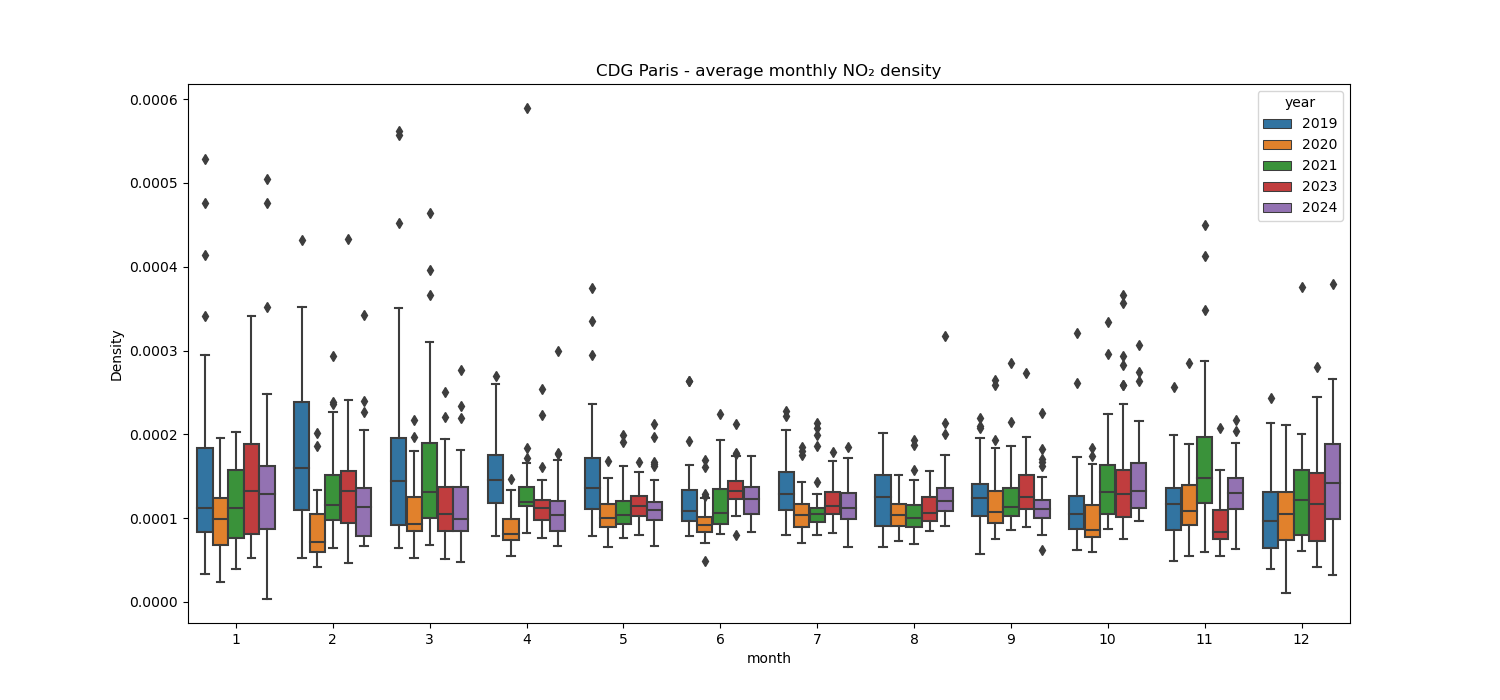 CDG Paris - average monthly NO₂ density
year
2019
2020
2021
2023
2024
Density
0.0006
0.0005
0.0004
0.0003
0.0002
0.0001
0.0000
1 2 3 4 5 6 7 8 9 10 11 12
month